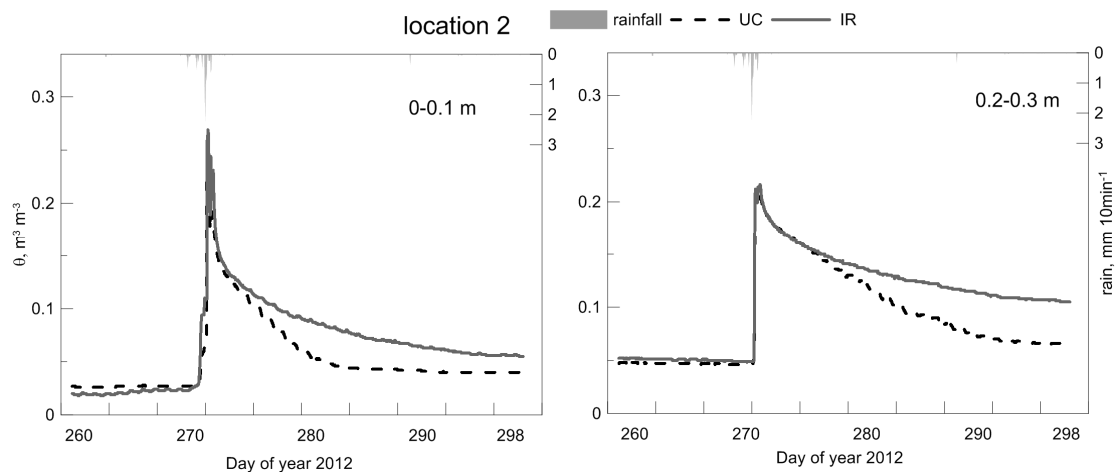 location 2
rainfall UC IR
0-0.1 m
0.3
0.2
0.1
0
θ, m³ m⁻³
0
1
2
3
260 270 280 290 298
Day of year 2012
0.2-0.3 m
0.3
0.2
0.1
0
0
1
2
3
rain, mm 10min⁻¹
260 270 280 290 298
Day of year 2012